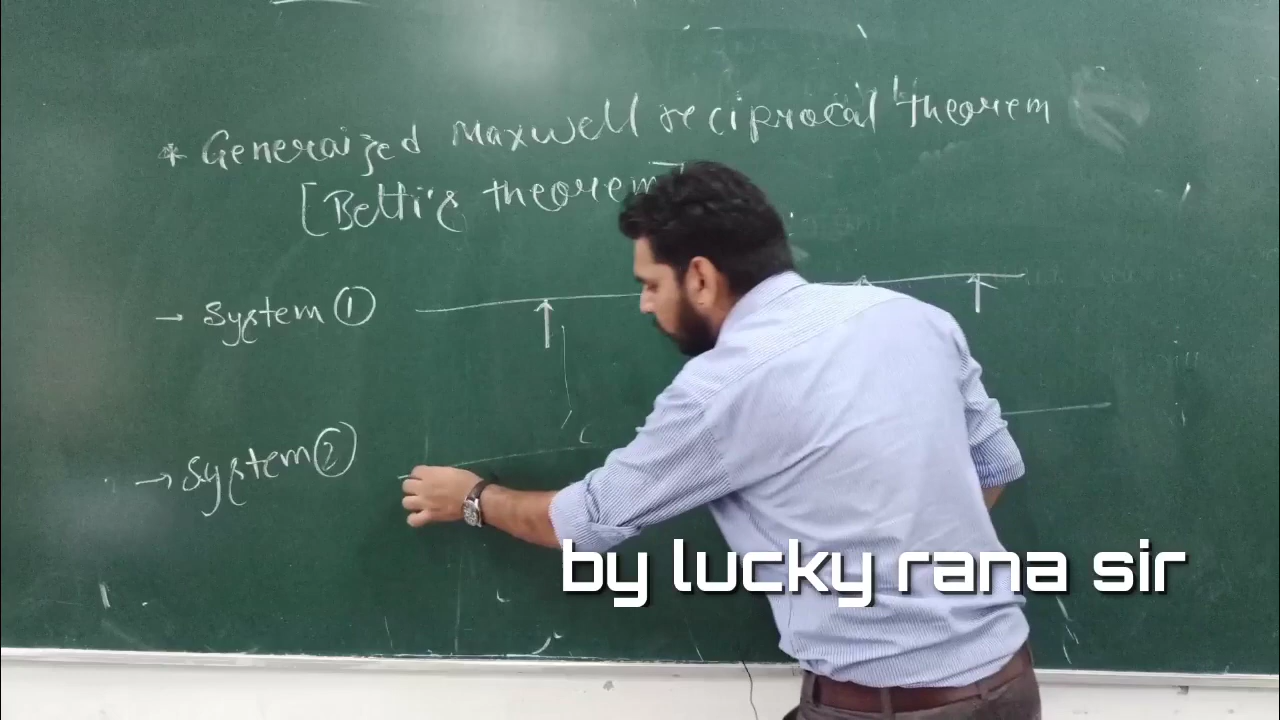 * Generaized Maxwell reciprocal theorem
[Betti's theorem]
→ System ①
→ System ②
by lucky rana sir